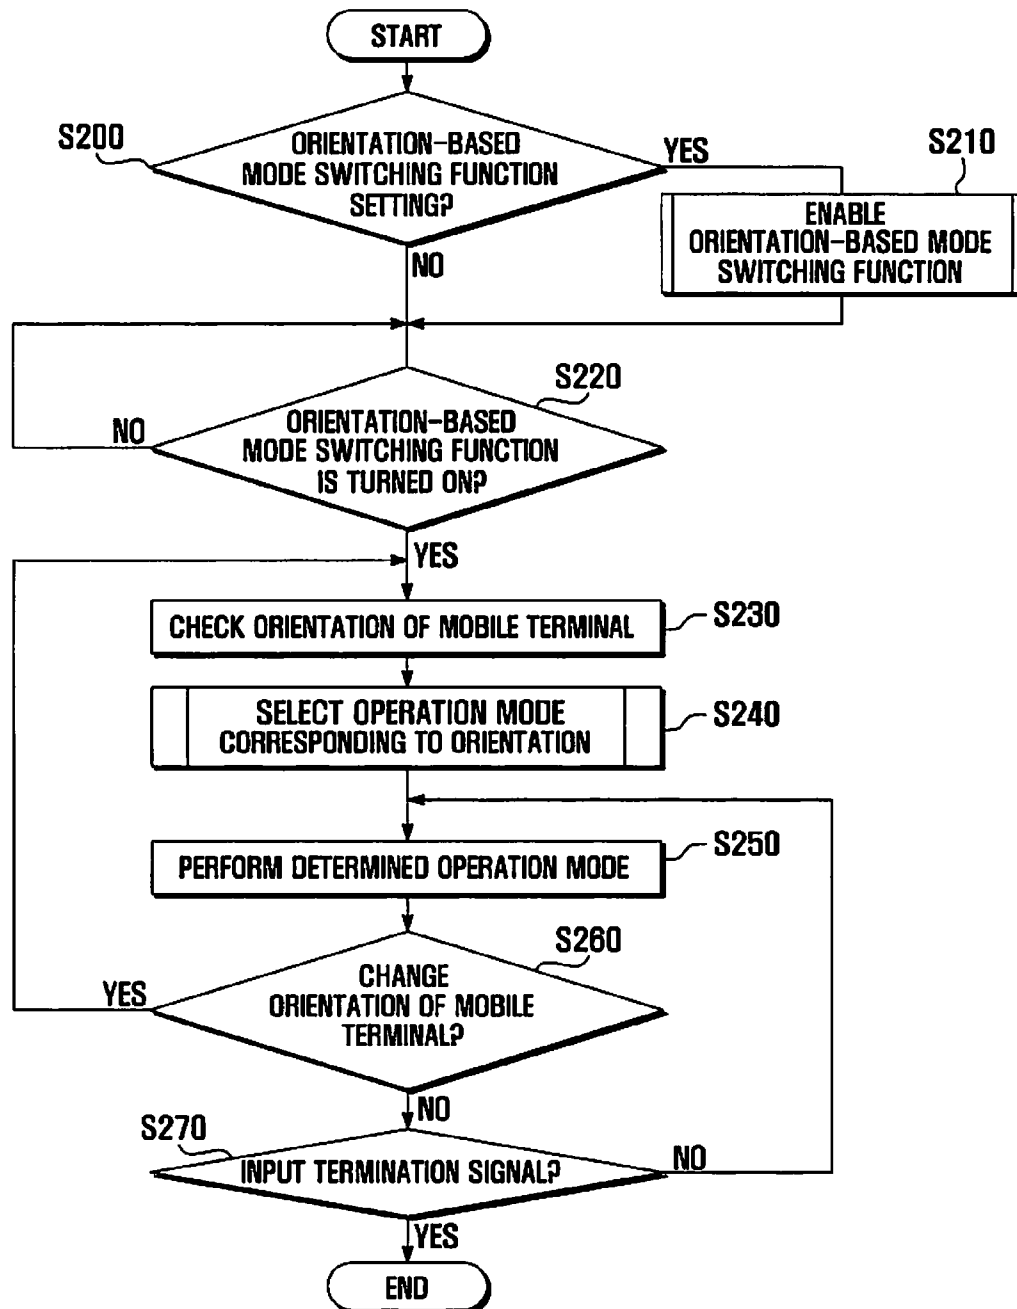 START
S200
ORIENTATION-BASED
MODE SWITCHING FUNCTION
SETTING?
YES
S210
ENABLE
ORIENTATION-BASED MODE
SWITCHING FUNCTION
NO
S220
ORIENTATION-BASED
MODE SWITCHING FUNCTION
IS TURNED ON?
NO
YES
CHECK ORIENTATION OF MOBILE TERMINAL
S230
SELECT OPERATION MODE
CORRESPONDING TO ORIENTATION
S240
PERFORM DETERMINED OPERATION MODE
S250
S260
CHANGE
ORIENTATION OF MOBILE
TERMINAL?
YES
NO
S270
INPUT TERMINATION SIGNAL?
NO
YES
END